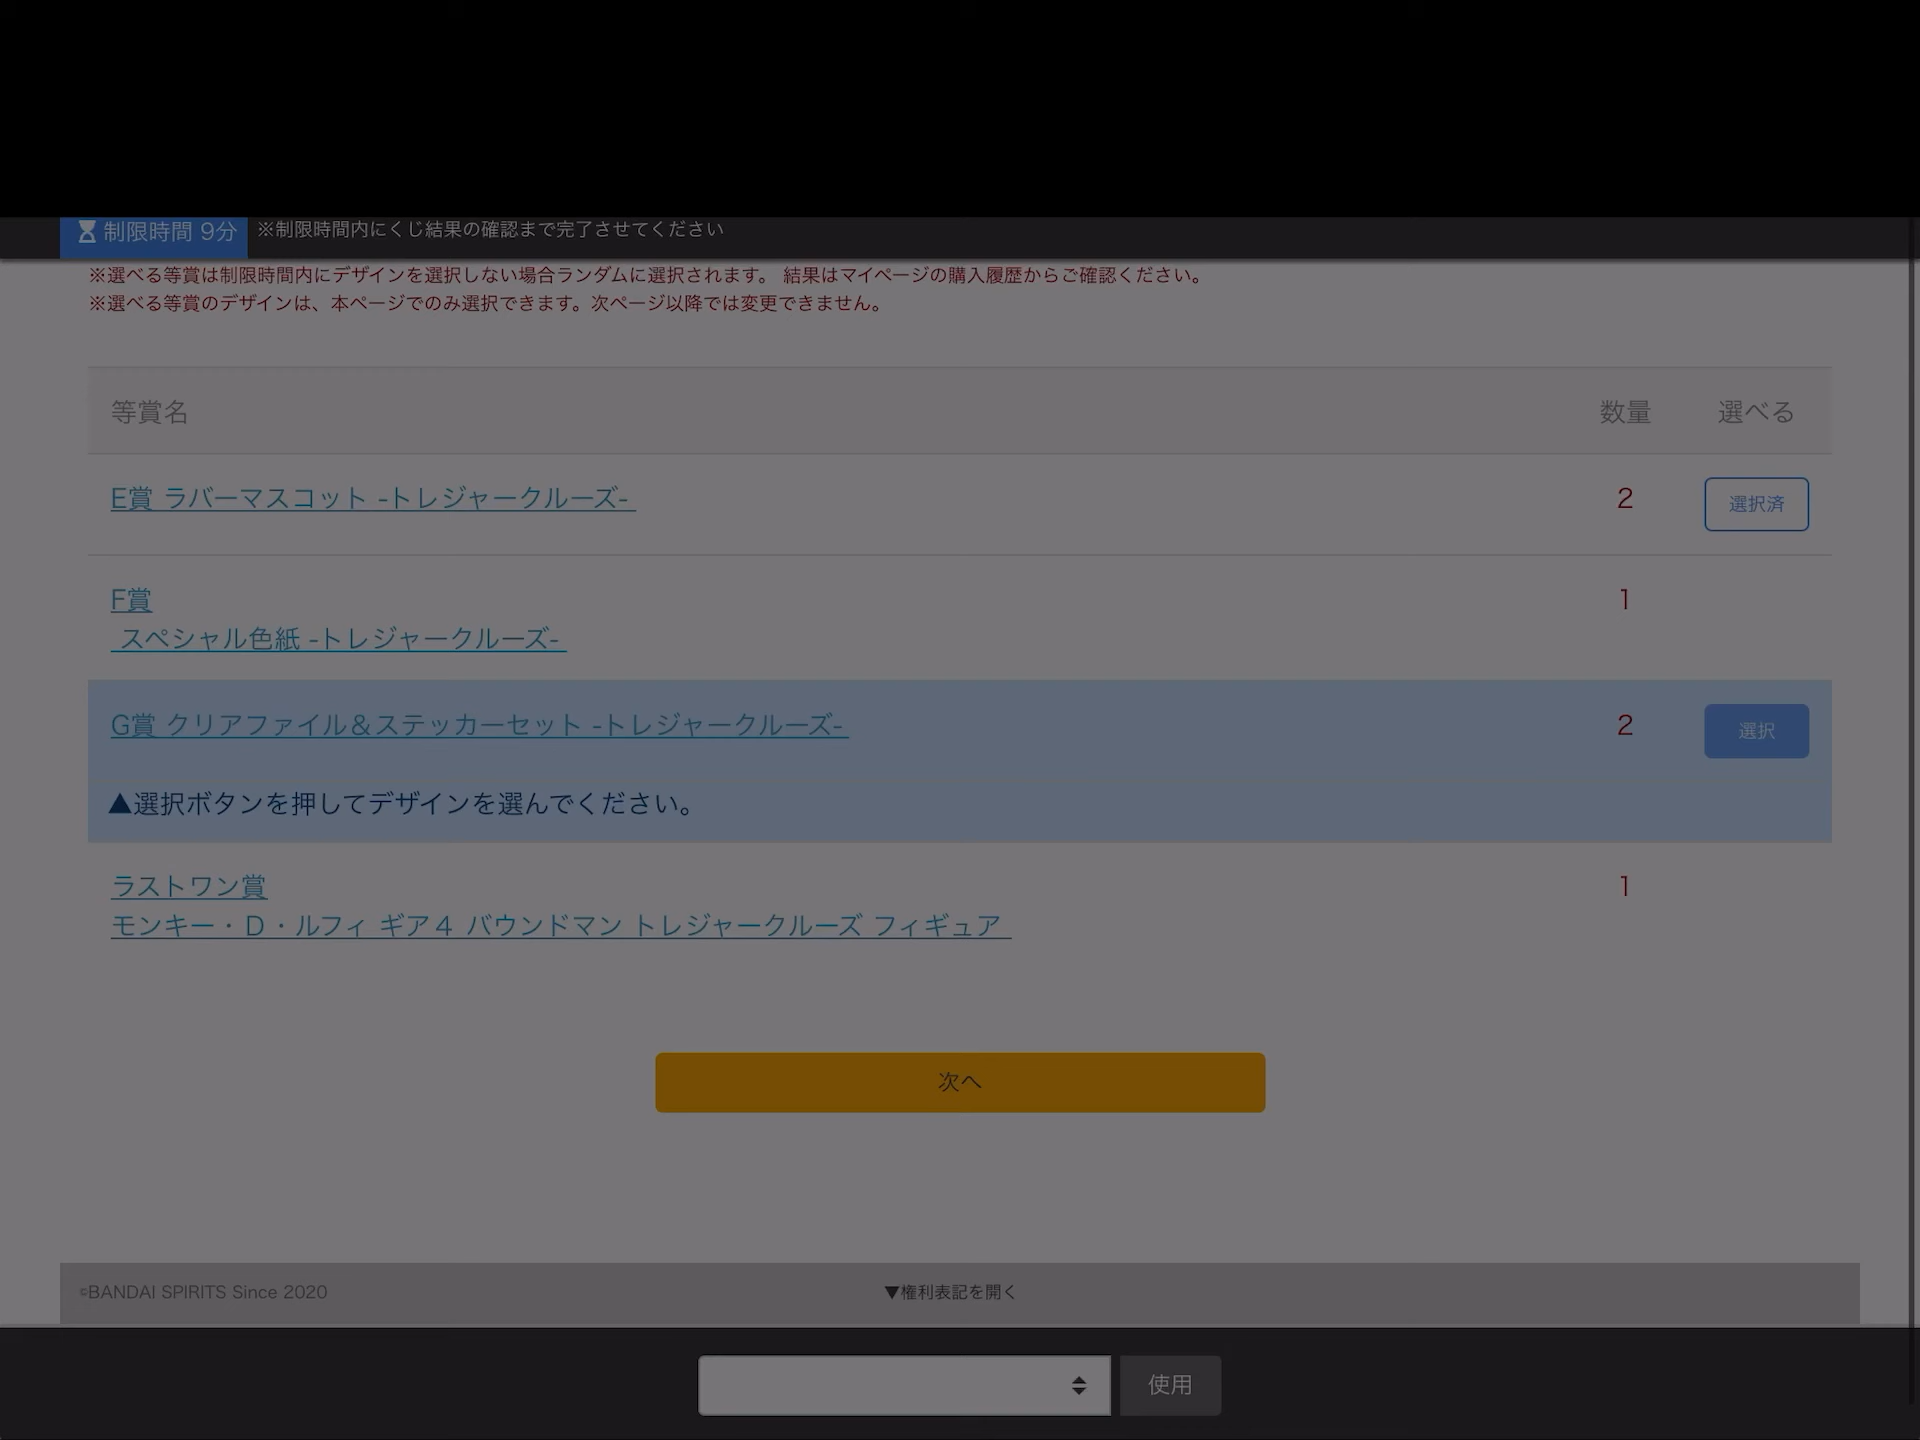 制限時間 9分 ※制限時間内にくじ結果の確認まで完了させてください
※選べる等賞は制限時間内にデザインを選択しない場合ランダムに選択されます。 結果はマイページの購入履歴からご確認ください。
※選べる等賞のデザインは、本ページでのみ選択できます。次ページ以降では変更できません。
等賞名 数量 選べる
E賞 ラバーマスコット -トレジャークルーズ- 2 選択済
F賞 1
スペシャル色紙 -トレジャークルーズ-
G賞 クリアファイル＆ステッカーセット -トレジャークルーズ- 2 選択
▲選択ボタンを押してデザインを選んでください。
ラストワン賞 1
モンキー・Ｄ・ルフィ ギア４ バウンドマン トレジャークルーズ フィギュア
次へ
©BANDAI SPIRITS Since 2020 ▼権利表記を開く
使用